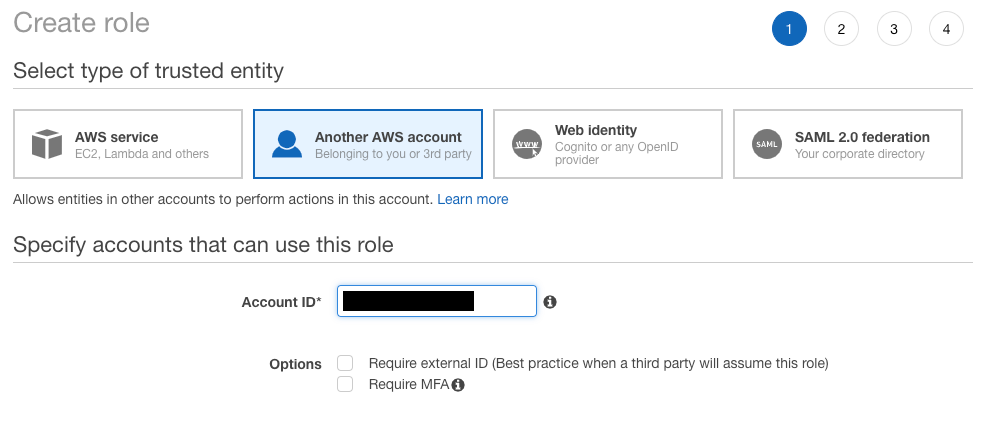 Create role
1 2 3 4
Select type of trusted entity
AWS service
EC2, Lambda and others
Another AWS account
Belonging to you or 3rd party
www
Web identity
Cognito or any OpenID
provider
SAML
SAML 2.0 federation
Your corporate directory
Allows entities in other accounts to perform actions in this account. Learn more
Specify accounts that can use this role
Account ID*
Options
Require external ID (Best practice when a third party will assume this role)
Require MFA